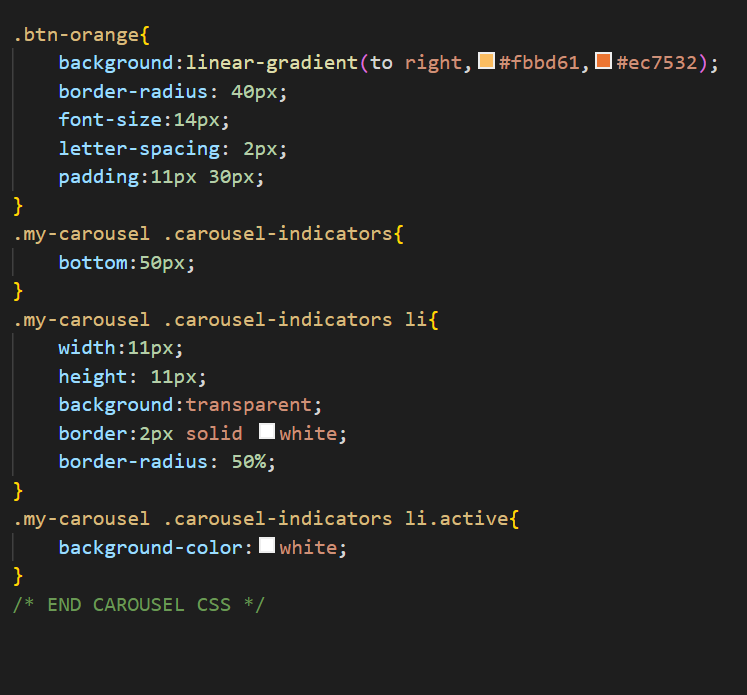 .btn-orange{
    background:linear-gradient(to right,#fbbd61,#ec7532);
    border-radius: 40px;
    font-size:14px;
    letter-spacing: 2px;
    padding:11px 30px;
}
.my-carousel .carousel-indicators{
    bottom:50px;
}
.my-carousel .carousel-indicators li{
    width:11px;
    height: 11px;
    background:transparent;
    border:2px solid white;
    border-radius: 50%;
}
.my-carousel .carousel-indicators li.active{
    background-color:white;
}
/* END CAROUSEL CSS */